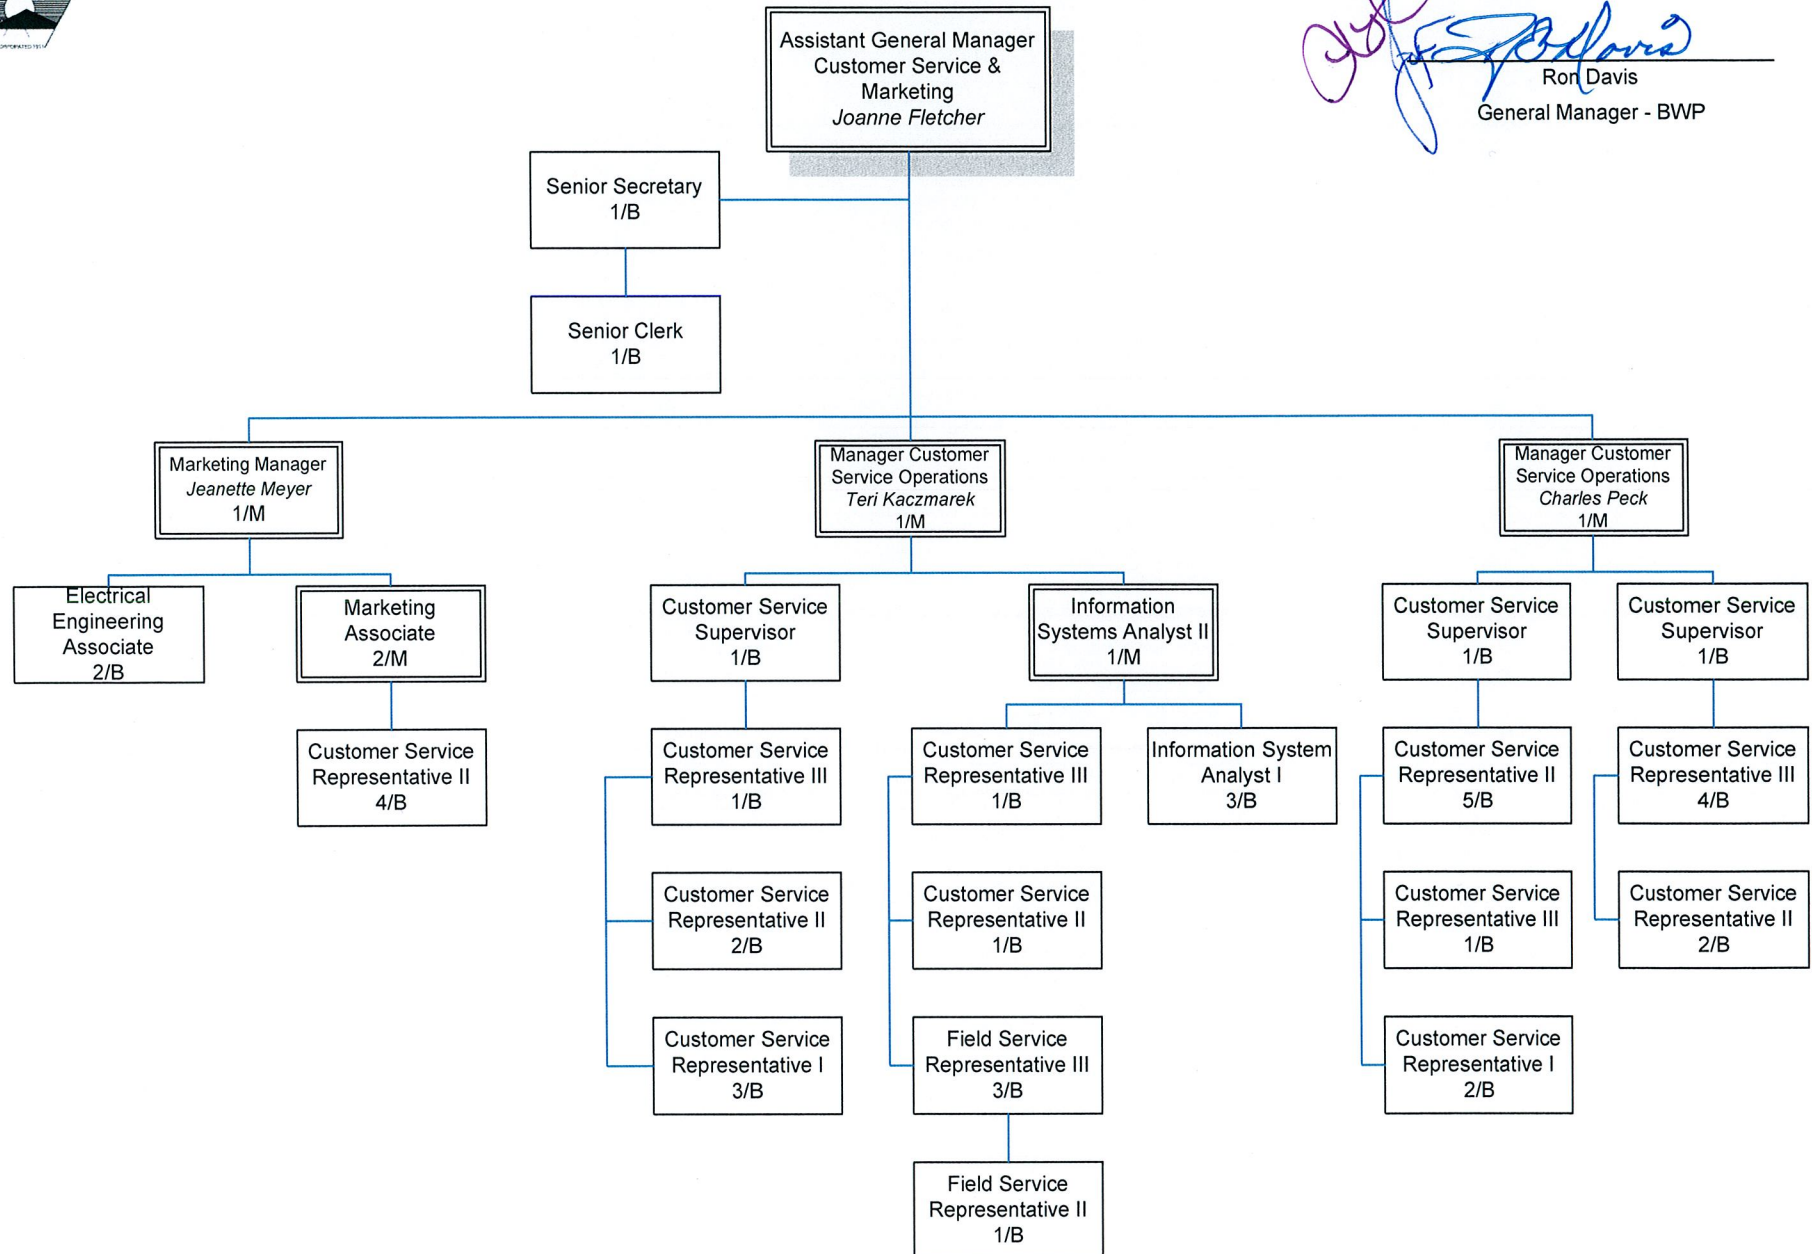 Assistant General Manager
Customer Service &
Marketing
Joanne Fletcher
Ron Davis
General Manager - BWP
Senior Secretary
1/B
Senior Clerk
1/B
Marketing Manager
Jeanette Meyer
1/M
Manager Customer
Service Operations
Teri Kaczmarek
1/M
Manager Customer
Service Operations
Charles Peck
1/M
Electrical
Engineering
Associate
2/B
Marketing
Associate
2/M
Customer Service
Supervisor
1/B
Information
Systems Analyst II
1/M
Customer Service
Supervisor
1/B
Customer Service
Supervisor
1/B
Customer Service
Representative II
4/B
Customer Service
Representative III
1/B
Customer Service
Representative III
1/B
Information System
Analyst I
3/B
Customer Service
Representative II
5/B
Customer Service
Representative III
4/B
Customer Service
Representative II
2/B
Customer Service
Representative II
1/B
Customer Service
Representative III
1/B
Customer Service
Representative II
2/B
Customer Service
Representative I
3/B
Field Service
Representative III
3/B
Customer Service
Representative I
2/B
Field Service
Representative II
1/B